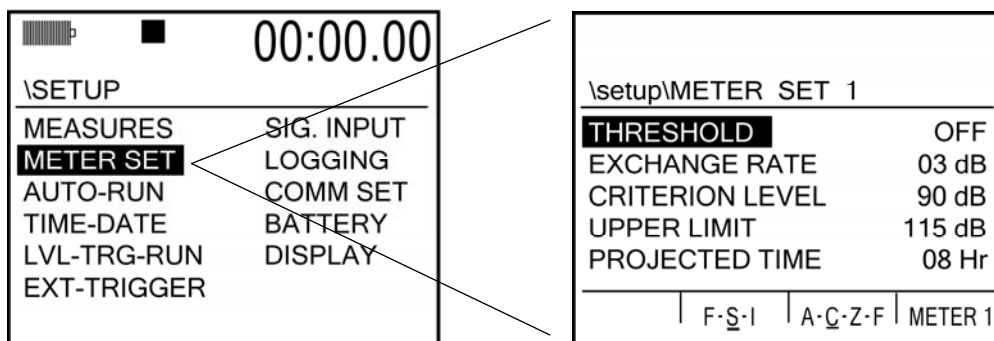 00:00.00
\SETUP
MEASURES SIG. INPUT
METER SET LOGGING
AUTO-RUN COMM SET
TIME-DATE BATTERY
LVL-TRG-RUN DISPLAY
EXT-TRIGGER
\setup\METER SET 1
THRESHOLD OFF
EXCHANGE RATE 03 dB
CRITERION LEVEL 90 dB
UPPER LIMIT 115 dB
PROJECTED TIME 08 Hr
F-S-I A-C-Z-F METER 1